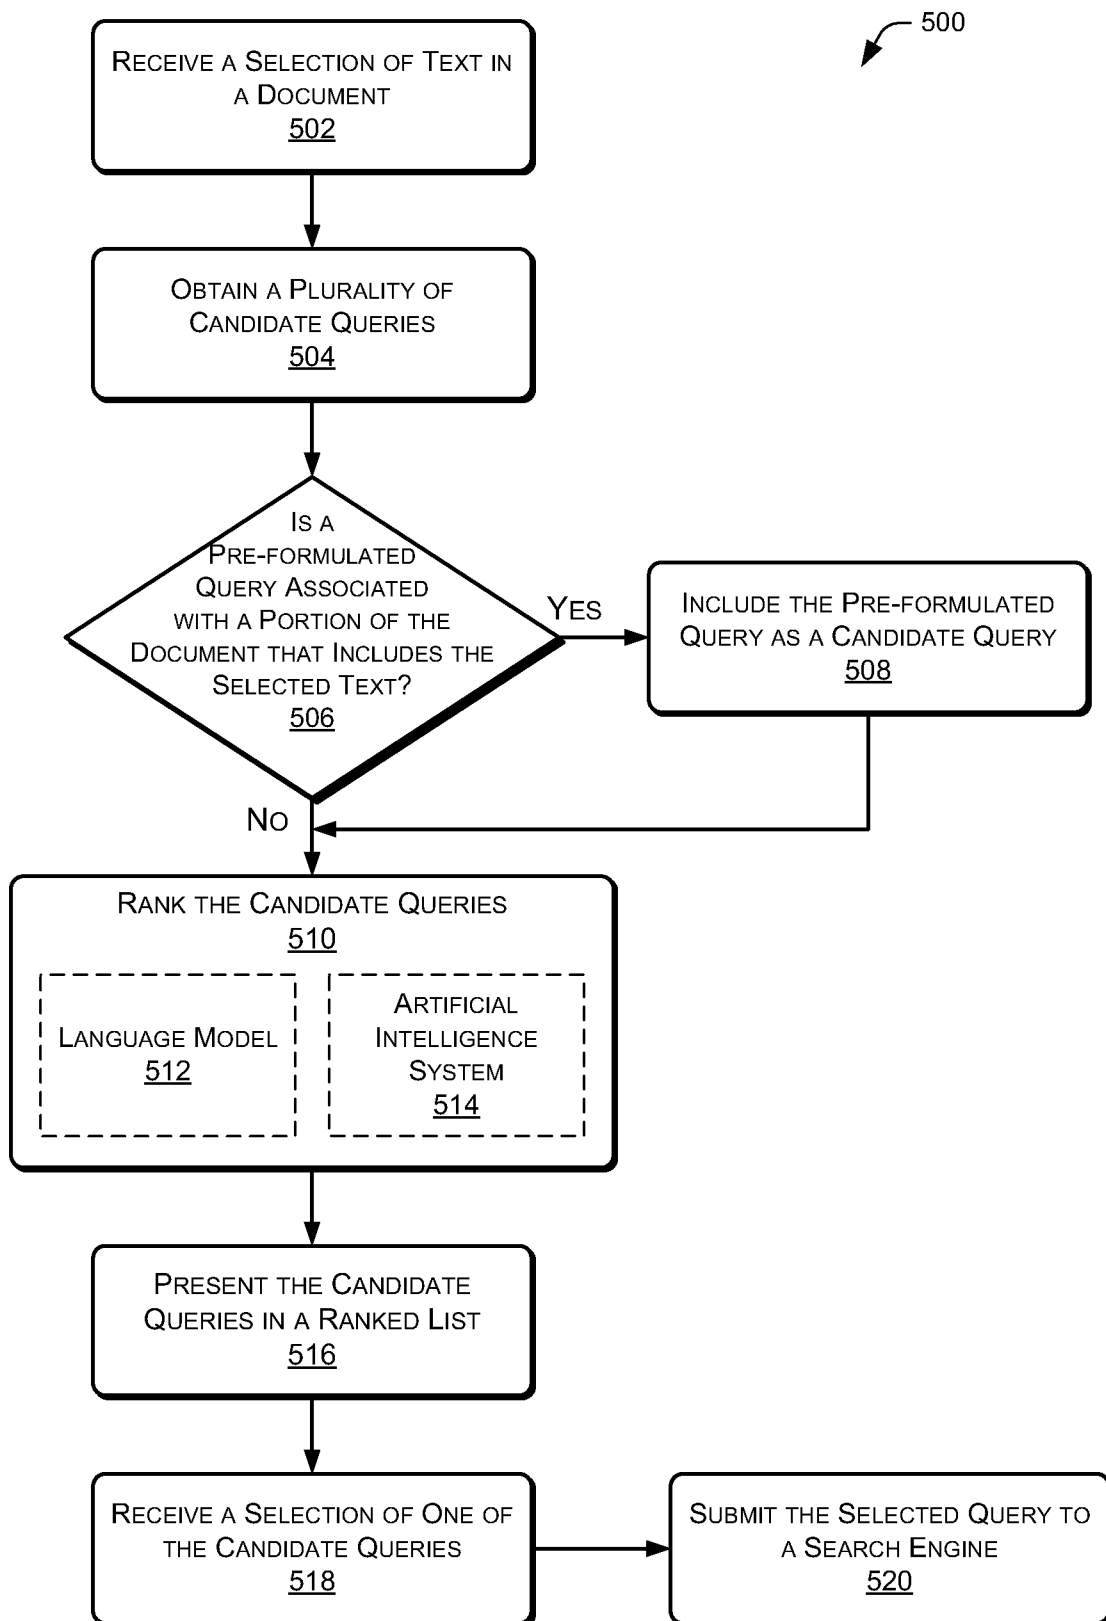 500
RECEIVE A SELECTION OF TEXT IN
A DOCUMENT
502
OBTAIN A PLURALITY OF
CANDIDATE QUERIES
504
IS A
PRE-FORMULATED
QUERY ASSOCIATED
WITH A PORTION OF THE
DOCUMENT THAT INCLUDES THE
SELECTED TEXT?
506
YES
INCLUDE THE PRE-FORMULATED
QUERY AS A CANDIDATE QUERY
508
NO
RANK THE CANDIDATE QUERIES
510
LANGUAGE MODEL
512
ARTIFICIAL
INTELLIGENCE
SYSTEM
514
PRESENT THE CANDIDATE
QUERIES IN A RANKED LIST
516
RECEIVE A SELECTION OF ONE OF
THE CANDIDATE QUERIES
518
SUBMIT THE SELECTED QUERY TO
A SEARCH ENGINE
520